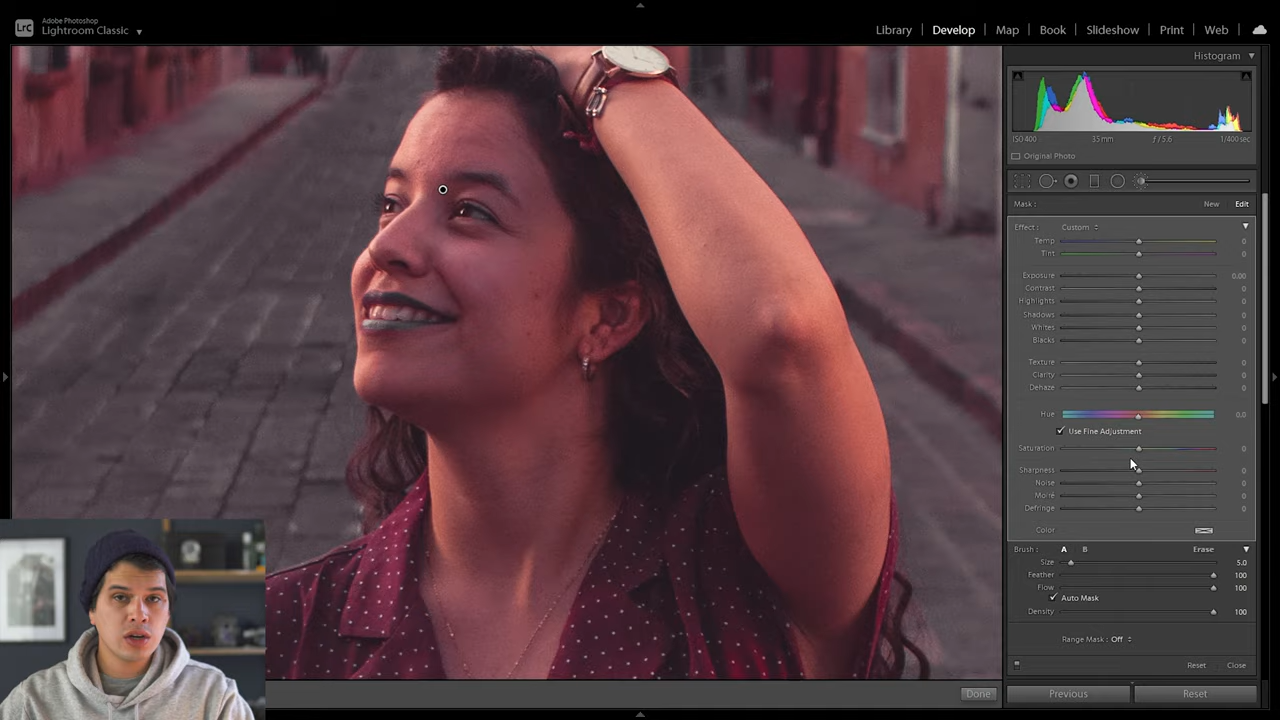 LrC
Adobe Photoshop
Lightroom Classic
Library
Develop
Map
Book
Slideshow
Print
Web
Histogram
ISO 400
35 mm
ƒ / 5.6
1/400 sec
Original Photo
Mask :
New
Edit
Effect :
Custom
Temp 0
Tint 0
Exposure 0.00
Contrast 0
Highlights 0
Shadows 0
Whites 0
Blacks 0
Texture 0
Clarity 0
Dehaze 0
Hue 0.0
Use Fine Adjustment
Saturation 0
Sharpness 0
Noise 0
Moiré 0
Defringe 0
Color
Brush : A B Erase
Size 5.0
Feather 100
Flow 100
Auto Mask
Density 100
Range Mask : Off
Reset
Close
Done
Previous
Reset